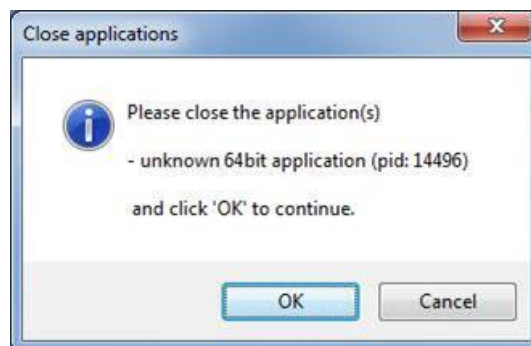 Close applications
Please close the application(s)
- unknown 64bit application (pid: 14496)
and click 'OK' to continue.
OK
Cancel